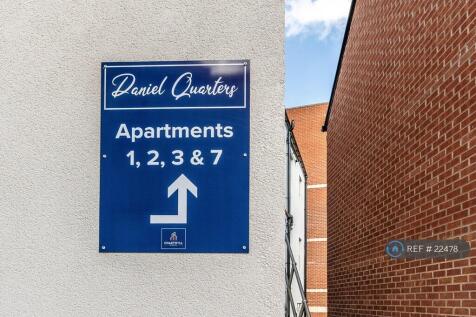 Daniel Quarters
Apartments
1, 2, 3 & 7
REF # 22478